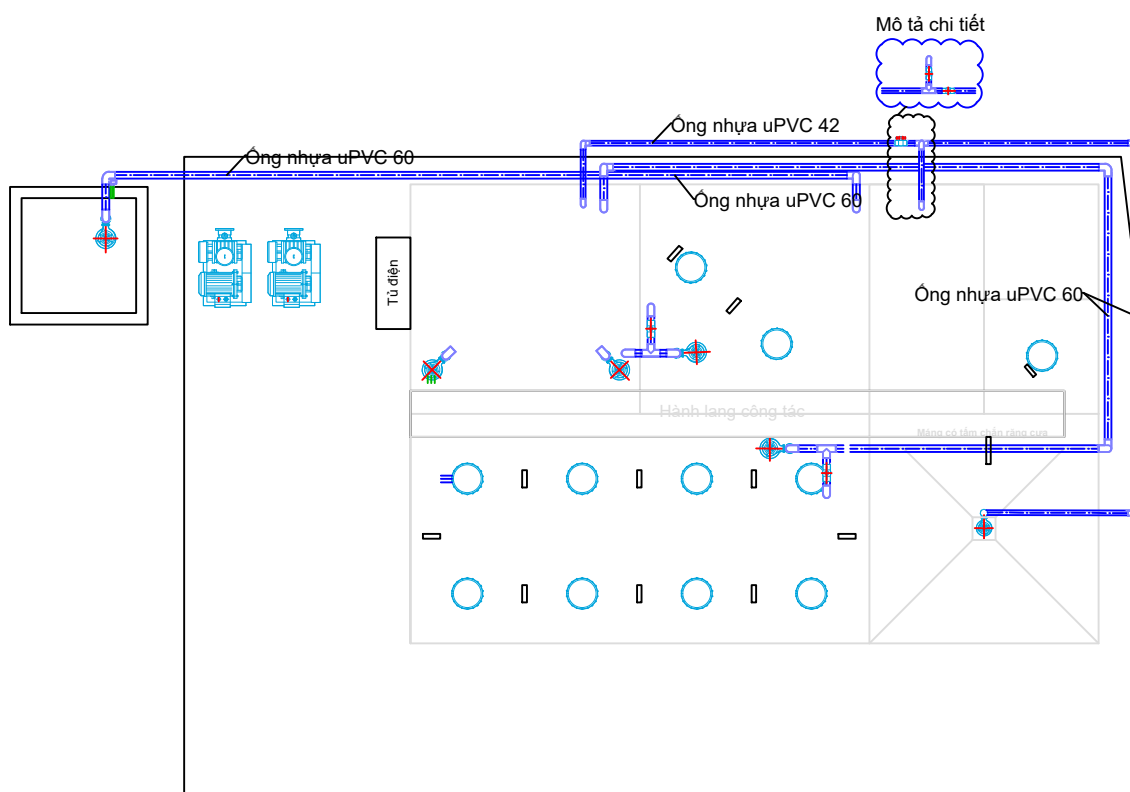 Mô tả chi tiết
Ống nhựa uPVC 42
Ống nhựa uPVC 60
Ống nhựa uPVC 60
Tủ điện
Ống nhựa uPVC 60
Hành lang công tác
Máng có tấm chắn răng cưa